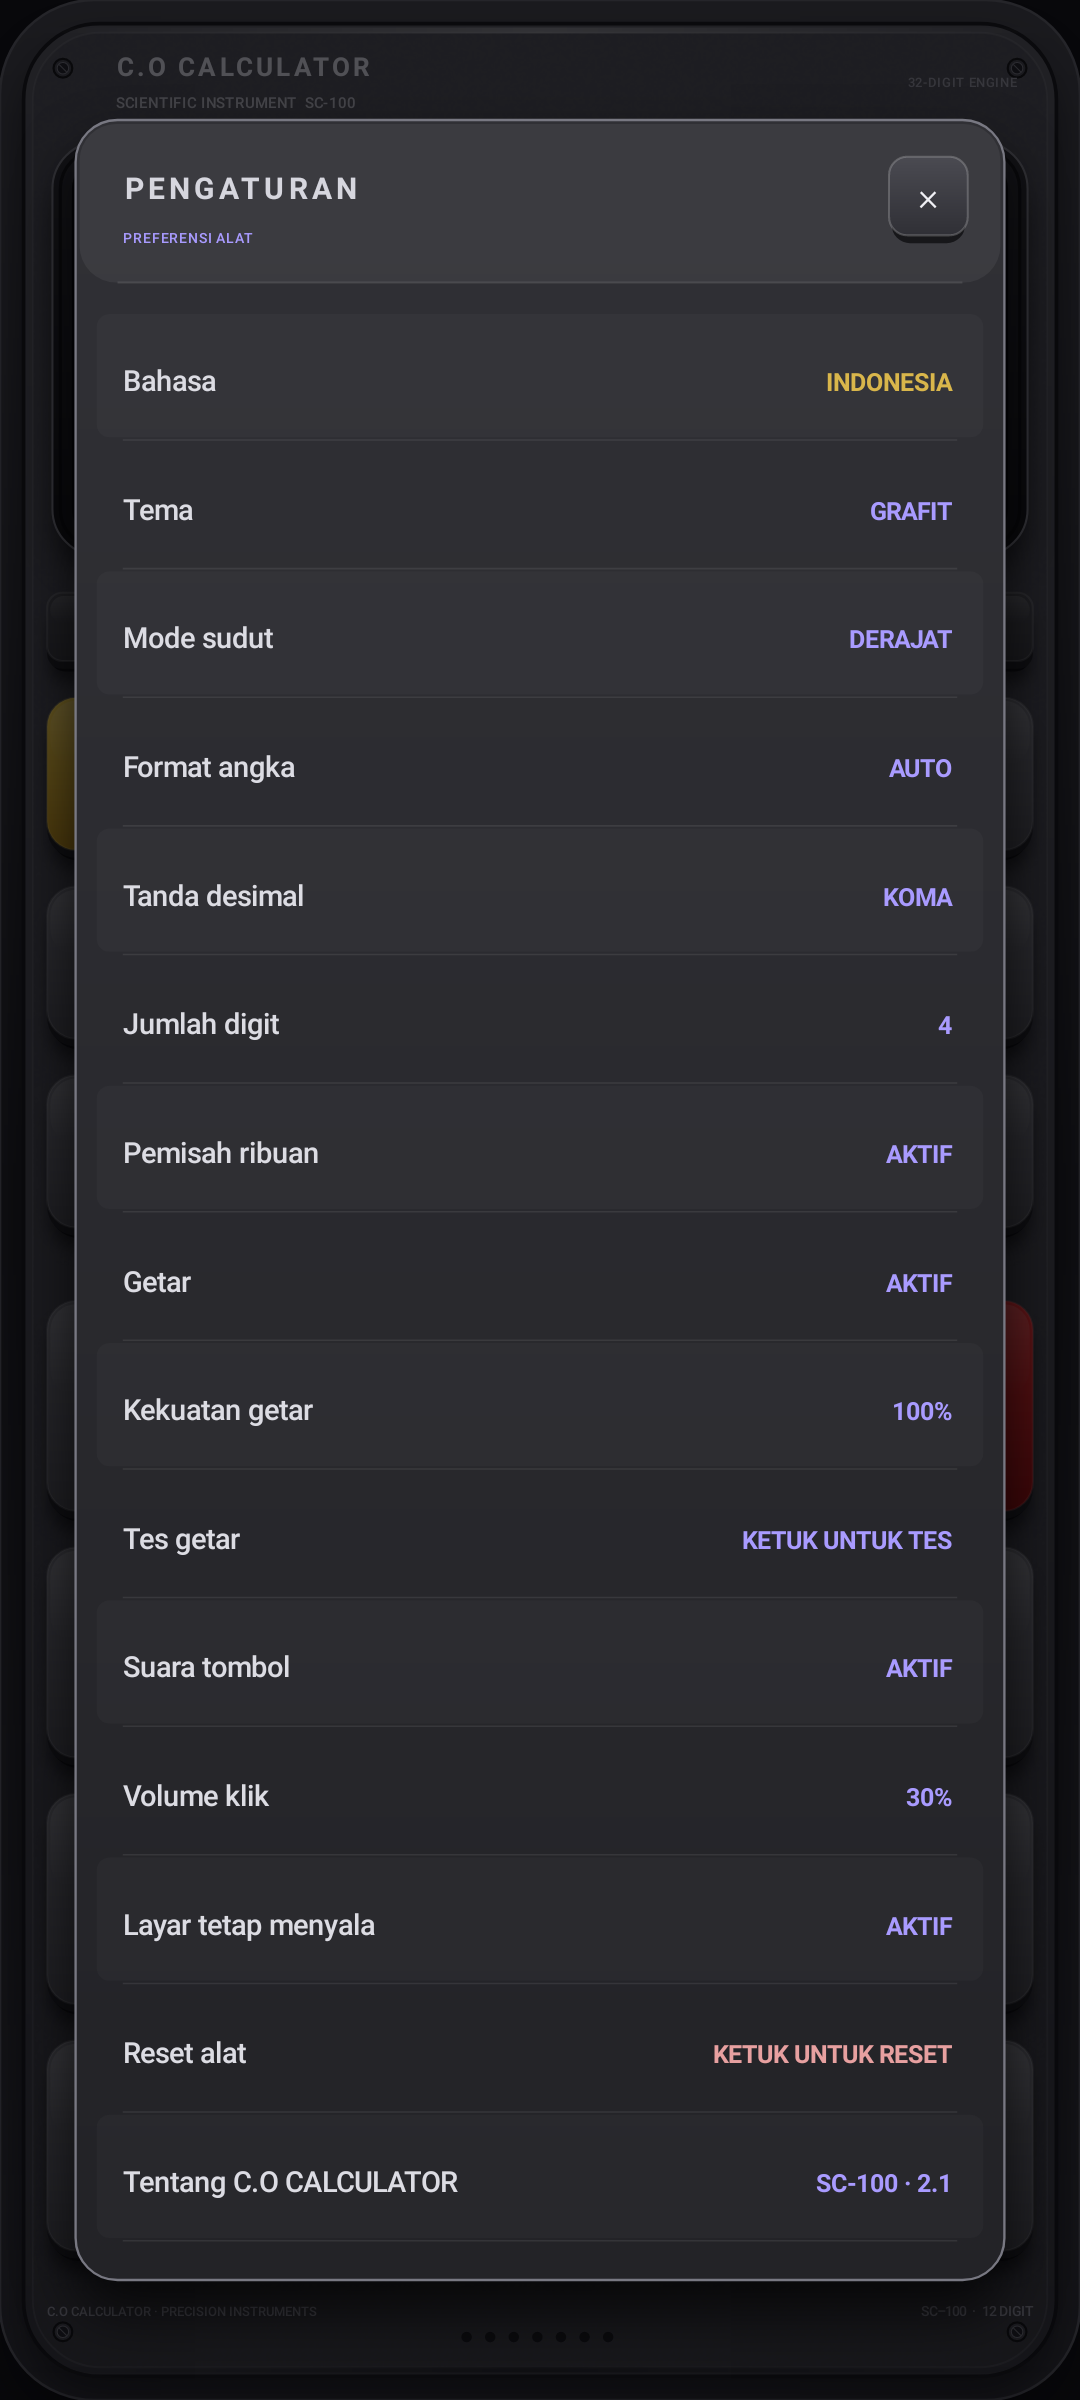 C.O CALCULATOR
SCIENTIFIC INSTRUMENT SC-100
32-DIGIT ENGINE
PENGATURAN
PREFERENSI ALAT
×
Bahasa INDONESIA
Tema GRAFIT
Mode sudut DERAJAT
Format angka AUTO
Tanda desimal KOMA
Jumlah digit 4
Pemisah ribuan AKTIF
Getar AKTIF
Kekuatan getar 100%
Tes getar KETUK UNTUK TES
Suara tombol AKTIF
Volume klik 30%
Layar tetap menyala AKTIF
Reset alat KETUK UNTUK RESET
Tentang C.O CALCULATOR SC-100 · 2.1
C.O CALCULATOR · PRECISION INSTRUMENTS SC-100 · 12 DIGIT